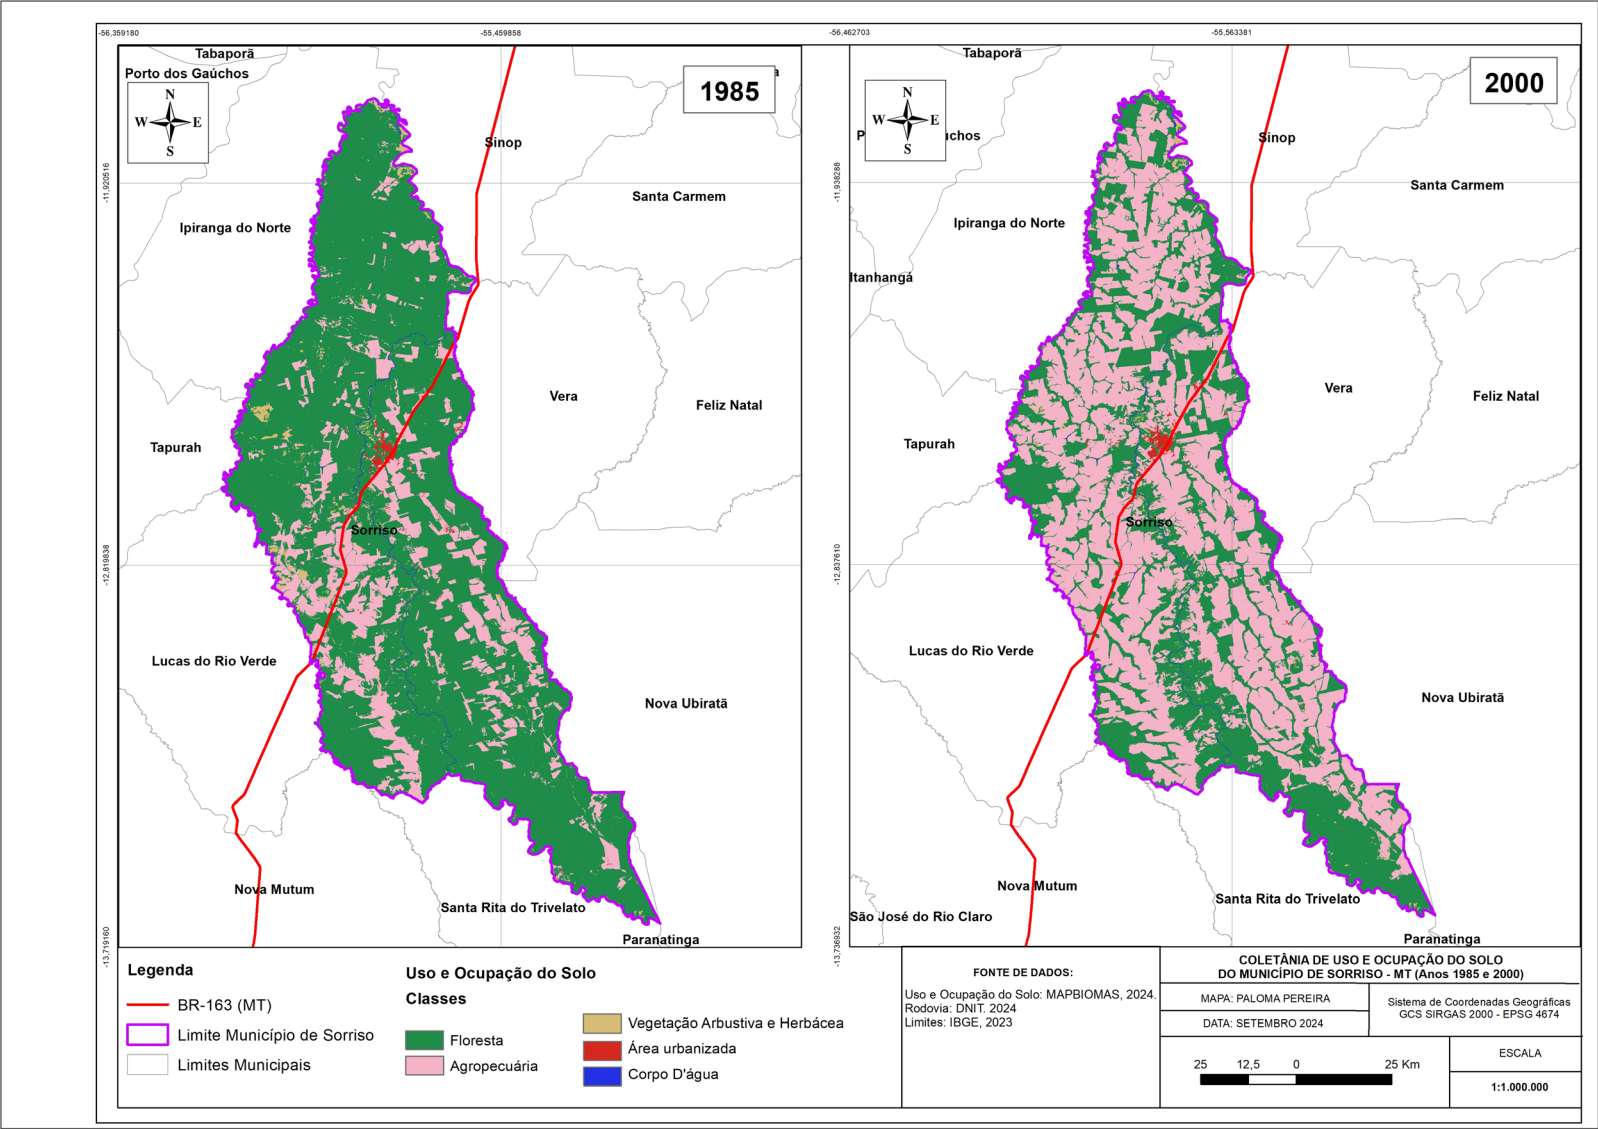 -56,359180
-55,459858
-56,462703
-55,563381
Tabaporã
Porto dos Gaúchos
1985
N
W
E
S
Sinop
-11,920516
Santa Carmem
Ipiranga do Norte
Vera
Feliz Natal
Tapurah
Sorriso
-12,819838
Lucas do Rio Verde
Nova Ubiratã
Nova Mutum
Santa Rita do Trivelato
Paranatinga
-13,719160
Tabaporã
2000
N
W
E
S
úchos
Sinop
-11,938288
Santa Carmem
Ipiranga do Norte
Itanhangá
Vera
Feliz Natal
Tapurah
Sorriso
-12,837610
Lucas do Rio Verde
Nova Ubiratã
Nova Mutum
Santa Rita do Trivelato
São José do Rio Claro
Paranatinga
-13,736932
Legenda
BR-163 (MT)
Limite Município de Sorriso
Limites Municipais
Uso e Ocupação do Solo
Classes
Floresta
Agropecuária
Vegetação Arbustiva e Herbácea
Área urbanizada
Corpo D'água
FONTE DE DADOS:
Uso e Ocupação do Solo: MAPBIOMAS, 2024.
Rodovia: DNIT. 2024
Limites: IBGE, 2023
COLETÂNIA DE USO E OCUPAÇÃO DO SOLO
DO MUNICÍPIO DE SORRISO - MT (Anos 1985 e 2000)
MAPA: PALOMA PEREIRA
DATA: SETEMBRO 2024
Sistema de Coordenadas Geográficas
GCS SIRGAS 2000 - EPSG 4674
25 12,5 0 25 Km
ESCALA
1:1.000.000